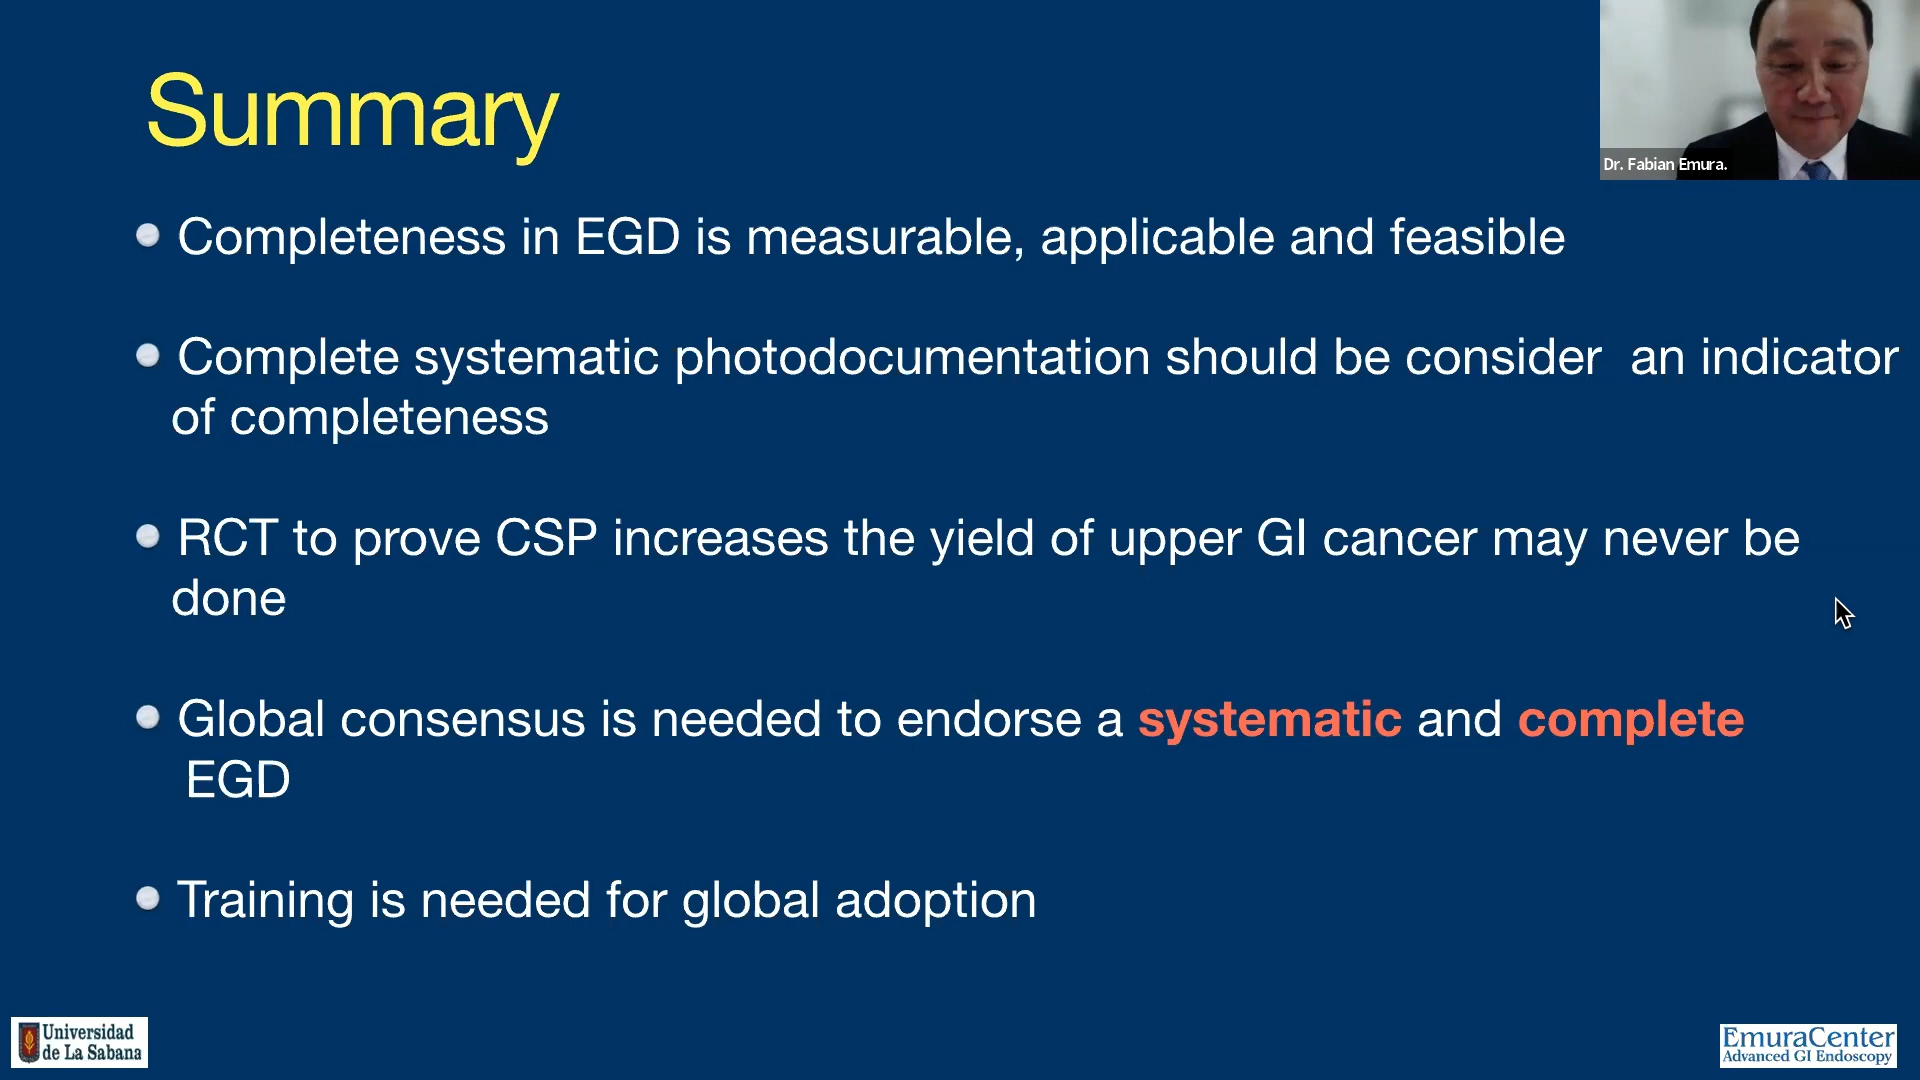 Summary
Dr. Fabian Emura.
Completeness in EGD is measurable, applicable and feasible
Complete systematic photodocumentation should be consider  an indicator
of completeness
RCT to prove CSP increases the yield of upper GI cancer may never be
done
Global consensus is needed to endorse a systematic and complete
EGD
Training is needed for global adoption
Universidad
de La Sabana
EmuraCenter
Advanced GI Endoscopy